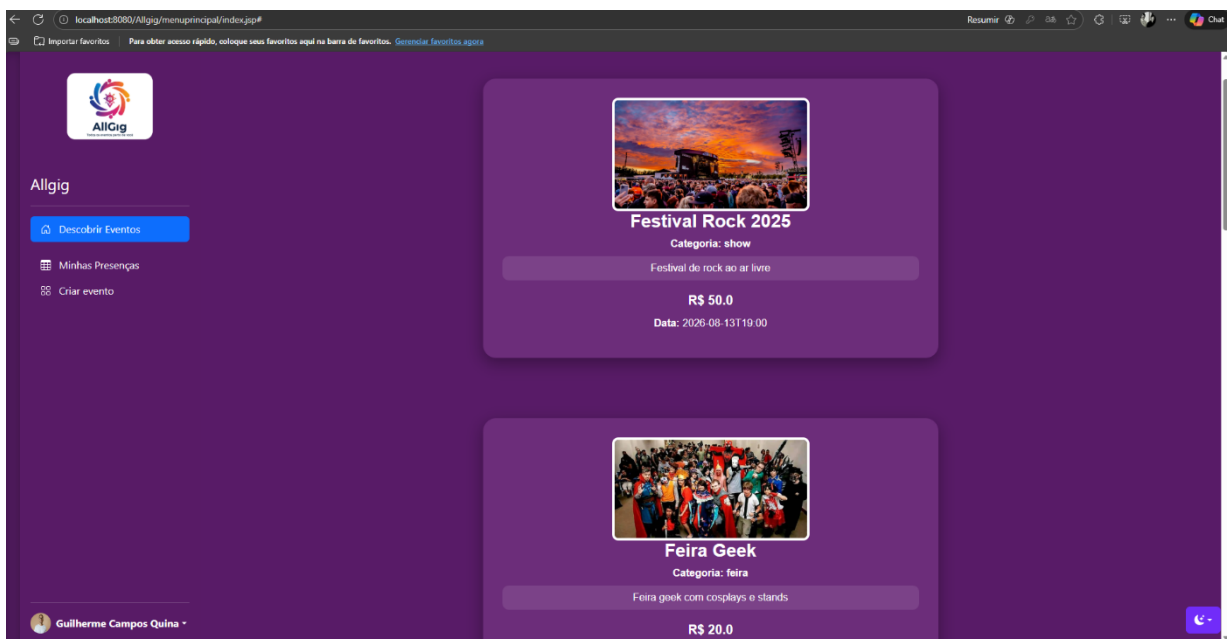 localhost:8080/Allgig/menuprincipal/index.jsp#
Resumir
Chat
Importar favoritos
Para obter acesso rápido, coloque seus favoritos aqui na barra de favoritos. Gerenciar favoritos agora
AllGig
Allgig
Descobrir Eventos
Minhas Presenças
Criar evento
Guilherme Campos Quina
Festival Rock 2025
Categoria: show
Festival de rock ao ar livre
R$ 50.0
Data: 2026-08-13T19:00
Feira Geek
Categoria: feira
Feira geek com cosplays e stands
R$ 20.0